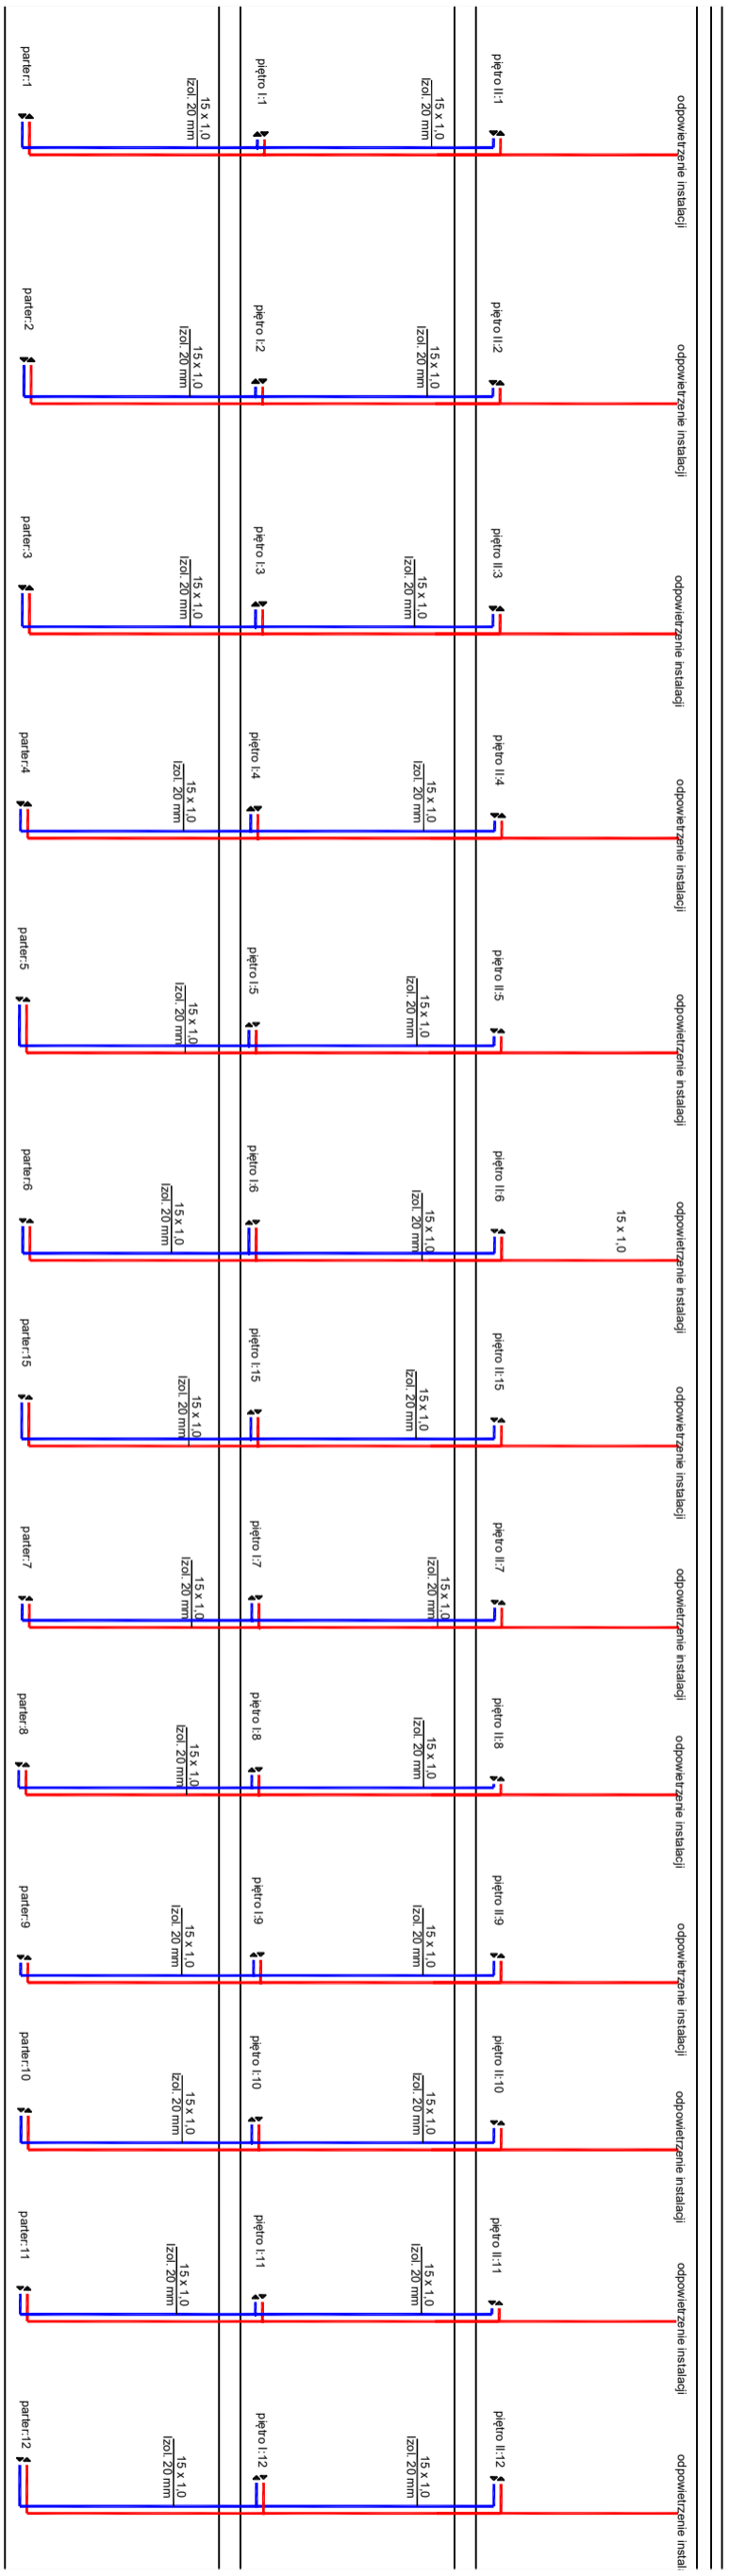 odpowietrzenie instalacji
piętro II:1
15 x 1,0
Izol. 20 mm
piętro I:1
15 x 1,0
Izol. 20 mm
parter:1
odpowietrzenie instalacji
piętro II:2
15 x 1,0
Izol. 20 mm
piętro I:2
15 x 1,0
Izol. 20 mm
parter:2
odpowietrzenie instalacji
piętro II:3
15 x 1,0
Izol. 20 mm
piętro I:3
15 x 1,0
Izol. 20 mm
parter:3
odpowietrzenie instalacji
piętro II:4
15 x 1,0
Izol. 20 mm
piętro I:4
15 x 1,0
Izol. 20 mm
parter:4
odpowietrzenie instalacji
piętro II:5
15 x 1,0
Izol. 20 mm
piętro I:5
15 x 1,0
Izol. 20 mm
parter:5
odpowietrzenie instalacji
15 x 1,0
piętro II:6
15 x 1,0
Izol. 20 mm
piętro I:6
15 x 1,0
Izol. 20 mm
parter:6
odpowietrzenie instalacji
piętro II:15
15 x 1,0
Izol. 20 mm
piętro I:15
15 x 1,0
Izol. 20 mm
parter:15
odpowietrzenie instalacji
piętro II:7
15 x 1,0
Izol. 20 mm
piętro I:7
15 x 1,0
Izol. 20 mm
parter:7
odpowietrzenie instalacji
piętro II:8
15 x 1,0
Izol. 20 mm
piętro I:8
15 x 1,0
Izol. 20 mm
parter:8
odpowietrzenie instalacji
piętro II:9
15 x 1,0
Izol. 20 mm
piętro I:9
15 x 1,0
Izol. 20 mm
parter:9
odpowietrzenie instalacji
piętro II:10
15 x 1,0
Izol. 20 mm
piętro I:10
15 x 1,0
Izol. 20 mm
parter:10
odpowietrzenie instalacji
piętro II:11
15 x 1,0
Izol. 20 mm
piętro I:11
15 x 1,0
Izol. 20 mm
parter:11
odpowietrzenie instal
piętro II:12
15 x 1,0
Izol. 20 mm
piętro I:12
15 x 1,0
Izol. 20 mm
parter:12